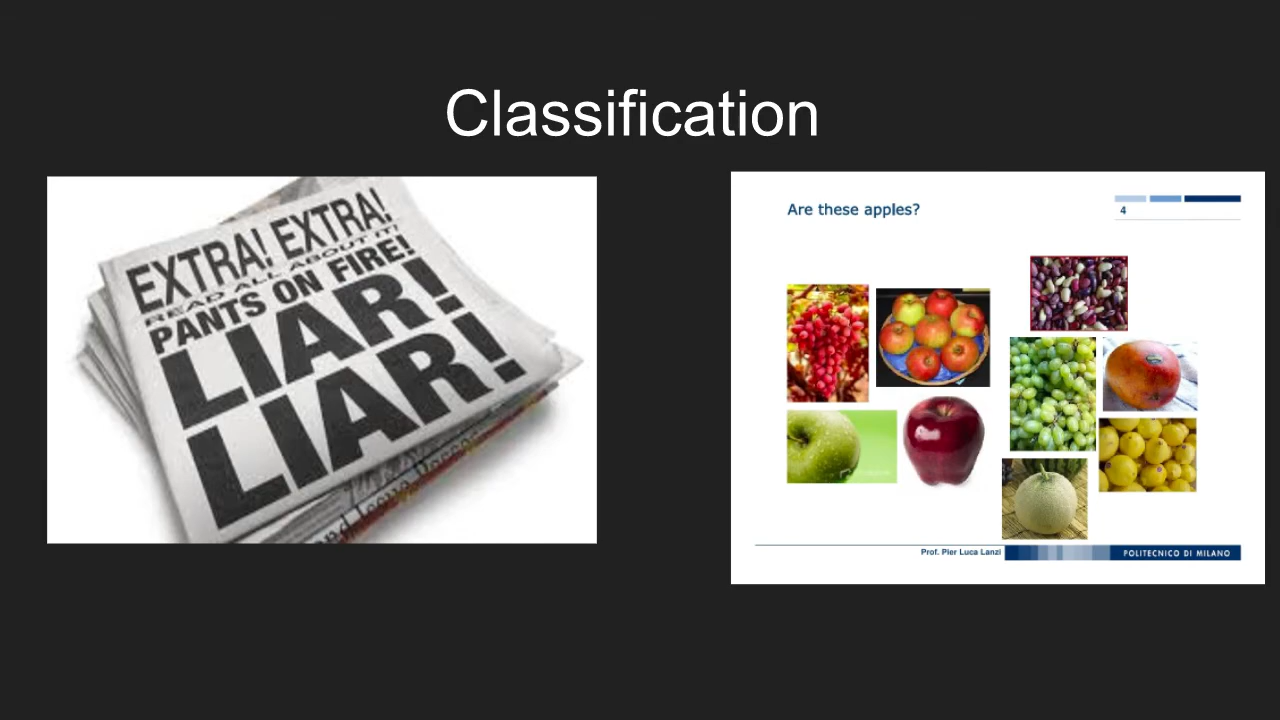 Classification
EXTRA! EXTRA!
READ ALL ABOUT IT!
PANTS ON FIRE!
LIAR!
LIAR!
Are these apples?
4
Prof. Pier Luca Lanzi
POLITECNICO DI MILANO